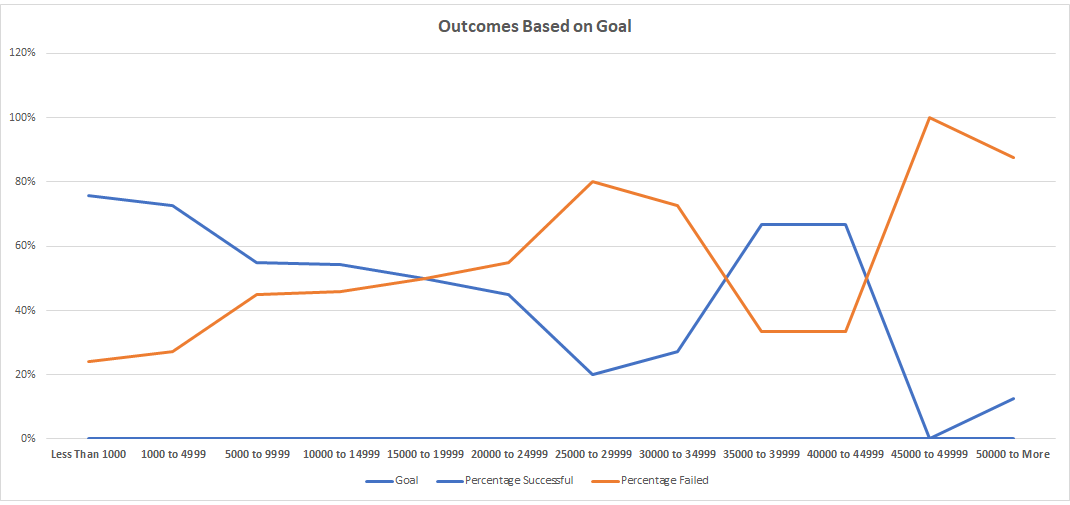 Outcomes Based on Goal
120%
100%
80%
60%
40%
20%
0%
Less Than 1000 1000 to 4999 5000 to 9999 10000 to 14999 15000 to 19999 20000 to 24999 25000 to 29999 30000 to 34999 35000 to 39999 40000 to 44999 45000 to 49999 50000 to More
Goal Percentage Successful Percentage Failed